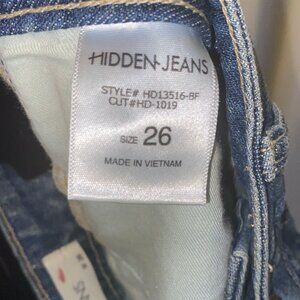 HIDDEN JEANS
STYLE# HD13516-BF
CUT#HD-1019
SIZE 26
MADE IN VIETNAM